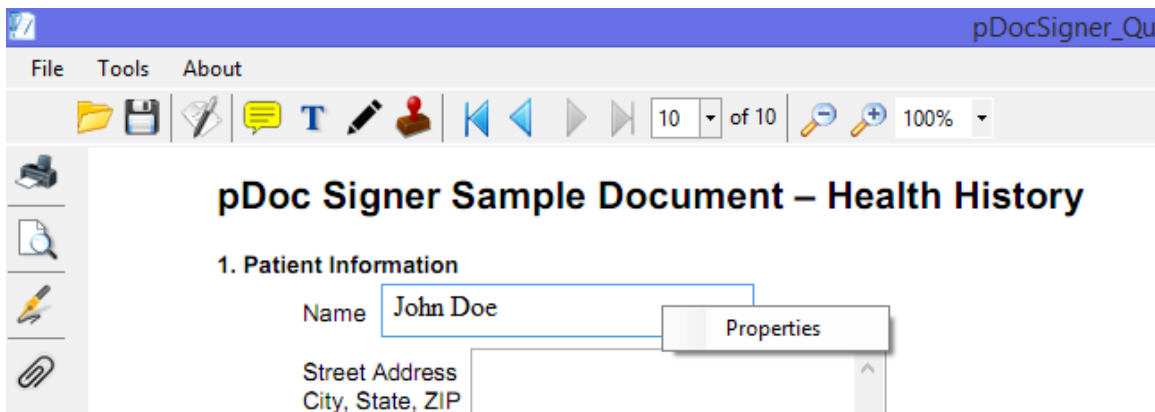 pDocSigner_Qu
File Tools About
T 10 of 10 100%
pDoc Signer Sample Document – Health History
1. Patient Information
Name John Doe
Properties
Street Address
City, State, ZIP